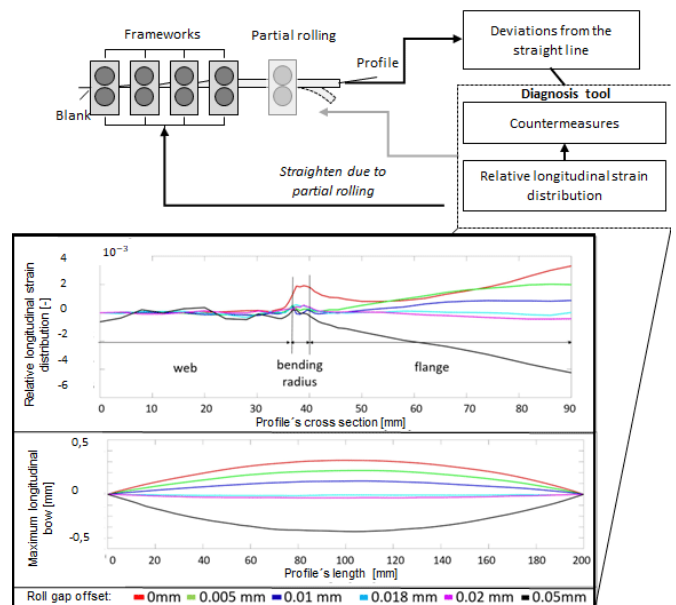 Frameworks
Partial rolling
Profile
Blank
Deviations from the
straight line
Diagnosis tool
Countermeasures
Relative longitudinal strain
distribution
Straighten due to
partial rolling
Relative longitudinal strain
distribution [-]
10⁻³
4
2
0
-2
-4
-6
web
bending
radius
flange
0 10 20 30 40 50 60 70 80 90
Profile´s cross section [mm]
Maximum longitudinal
bow [mm]
0,5
0
-0,5
0 20 40 60 80 100 120 140 160 180 200
Profile´s length [mm]
Roll gap offset: 0mm 0.005 mm 0.01 mm 0.018 mm 0.02 mm 0.05mm